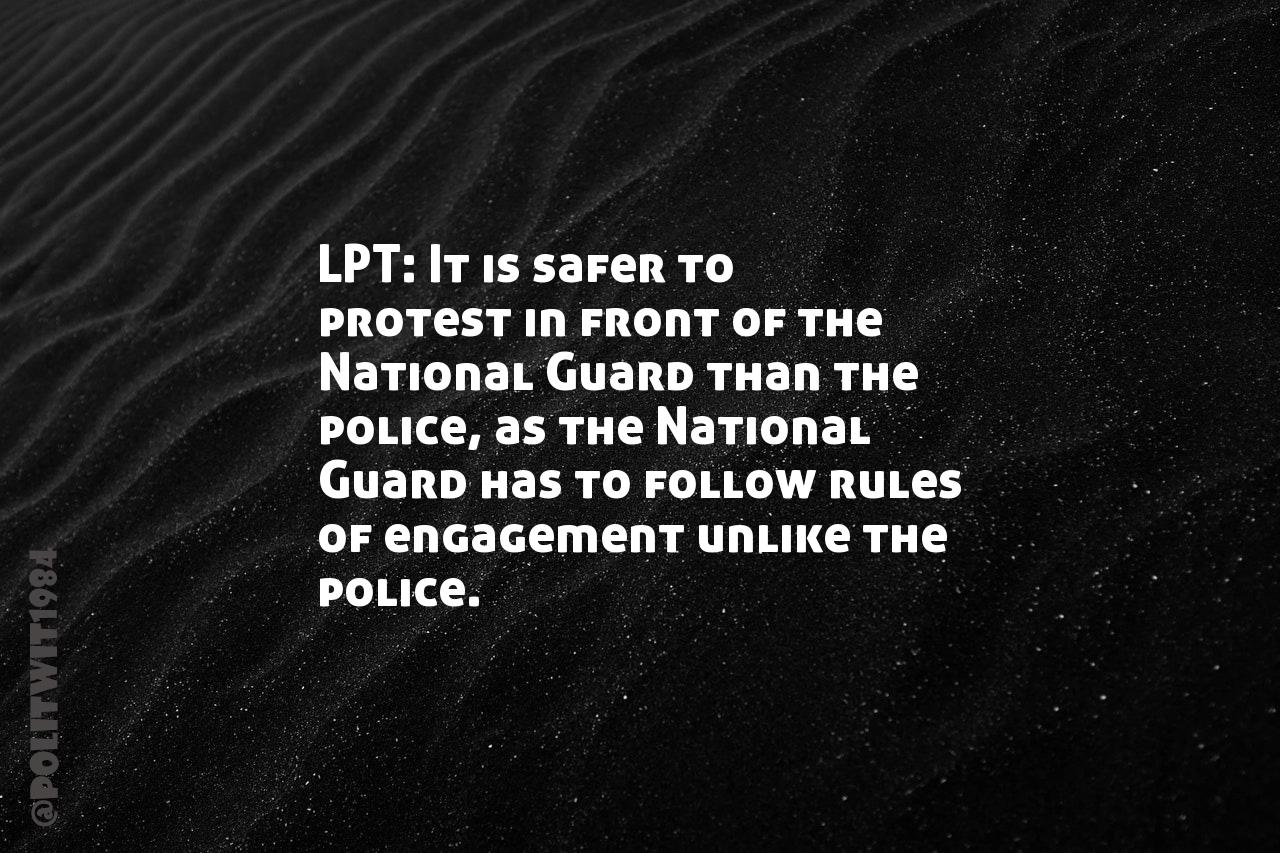 LPT: It is safer to
protest in front of the
National Guard than the
police, as the National
Guard has to follow rules
of engagement unlike the
police.
@POLITWIT1984